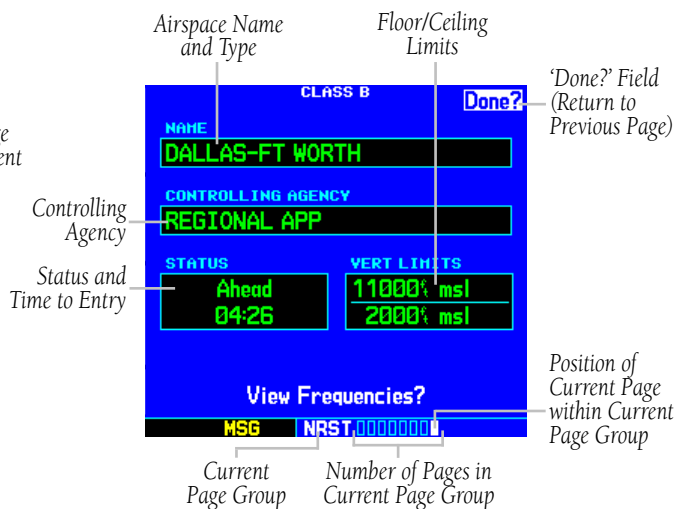 Airspace Name
and Type
Floor/Ceiling
Limits
CLASS B
Done?
'Done?' Field
(Return to
Previous Page)
NAME
DALLAS-FT WORTH
ent
CONTROLLING AGENCY
Controlling
Agency
REGIONAL APP
STATUS
VERT LIMITS
Status and
Time to Entry
Ahead
04:26
11000ft msl
2000ft msl
View Frequencies?
Position of
Current Page
within Current
Page Group
MSG
NRST
Current
Page Group
Number of Pages in
Current Page Group